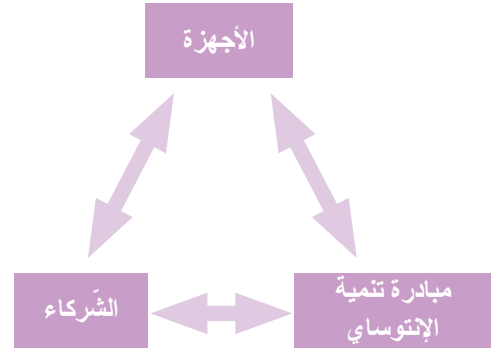 الأجهزة
مبادرة تنمية
الإنتوساي
الشّركاء